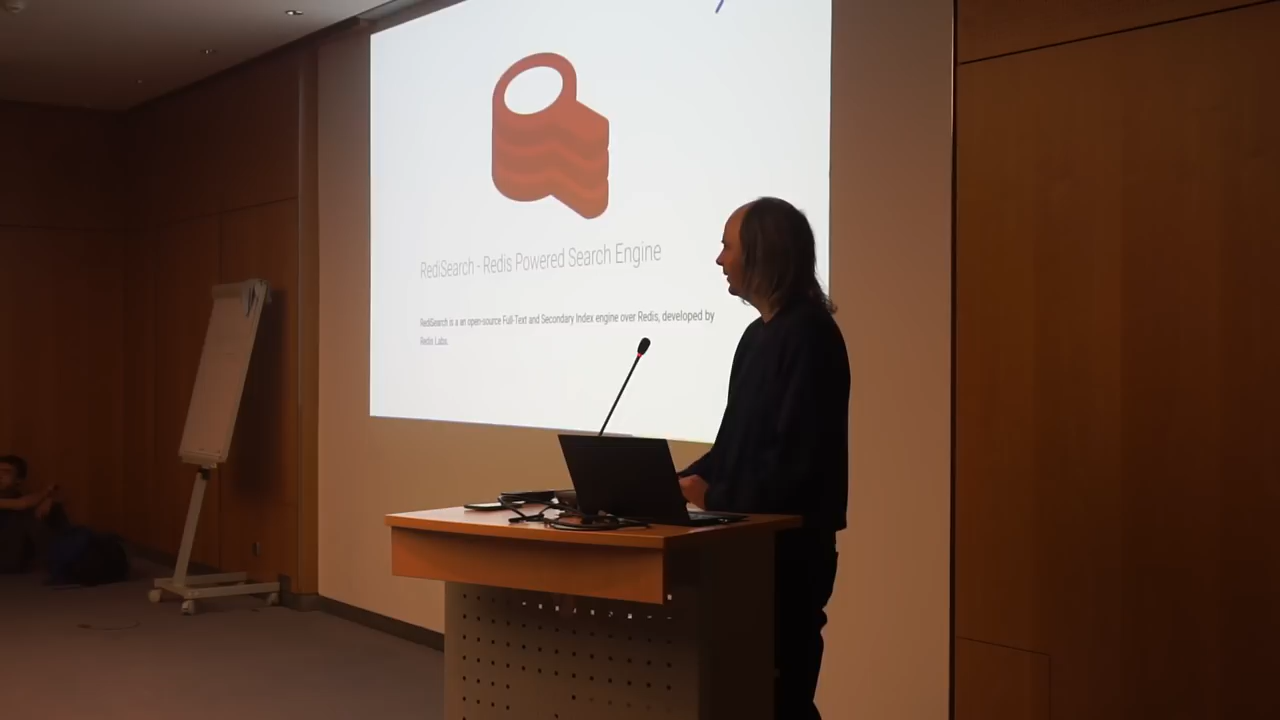 RediSearch - Redis Powered Search Engine
RediSearch is a an open-source Full-Text and Secondary Index engine over Redis, developed by
Redis Labs.